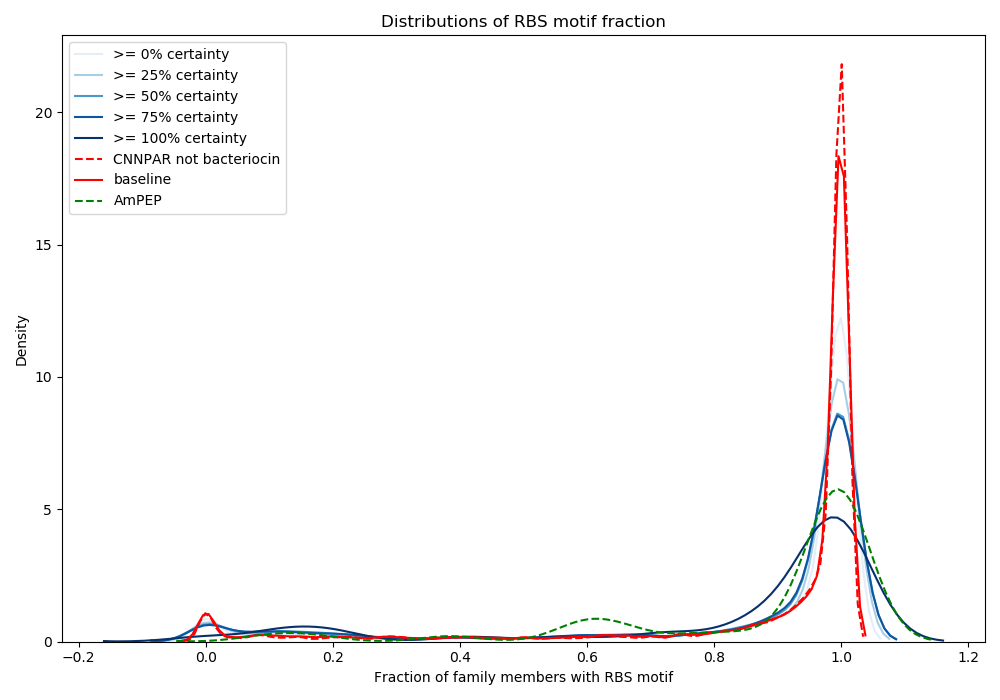 Distributions of RBS motif fraction
>= 0% certainty
>= 25% certainty
>= 50% certainty
>= 75% certainty
>= 100% certainty
CNNPAR not bacteriocin
baseline
AmPEP
Density
20
15
10
5
0
−0.2 0.0 0.2 0.4 0.6 0.8 1.0 1.2
Fraction of family members with RBS motif